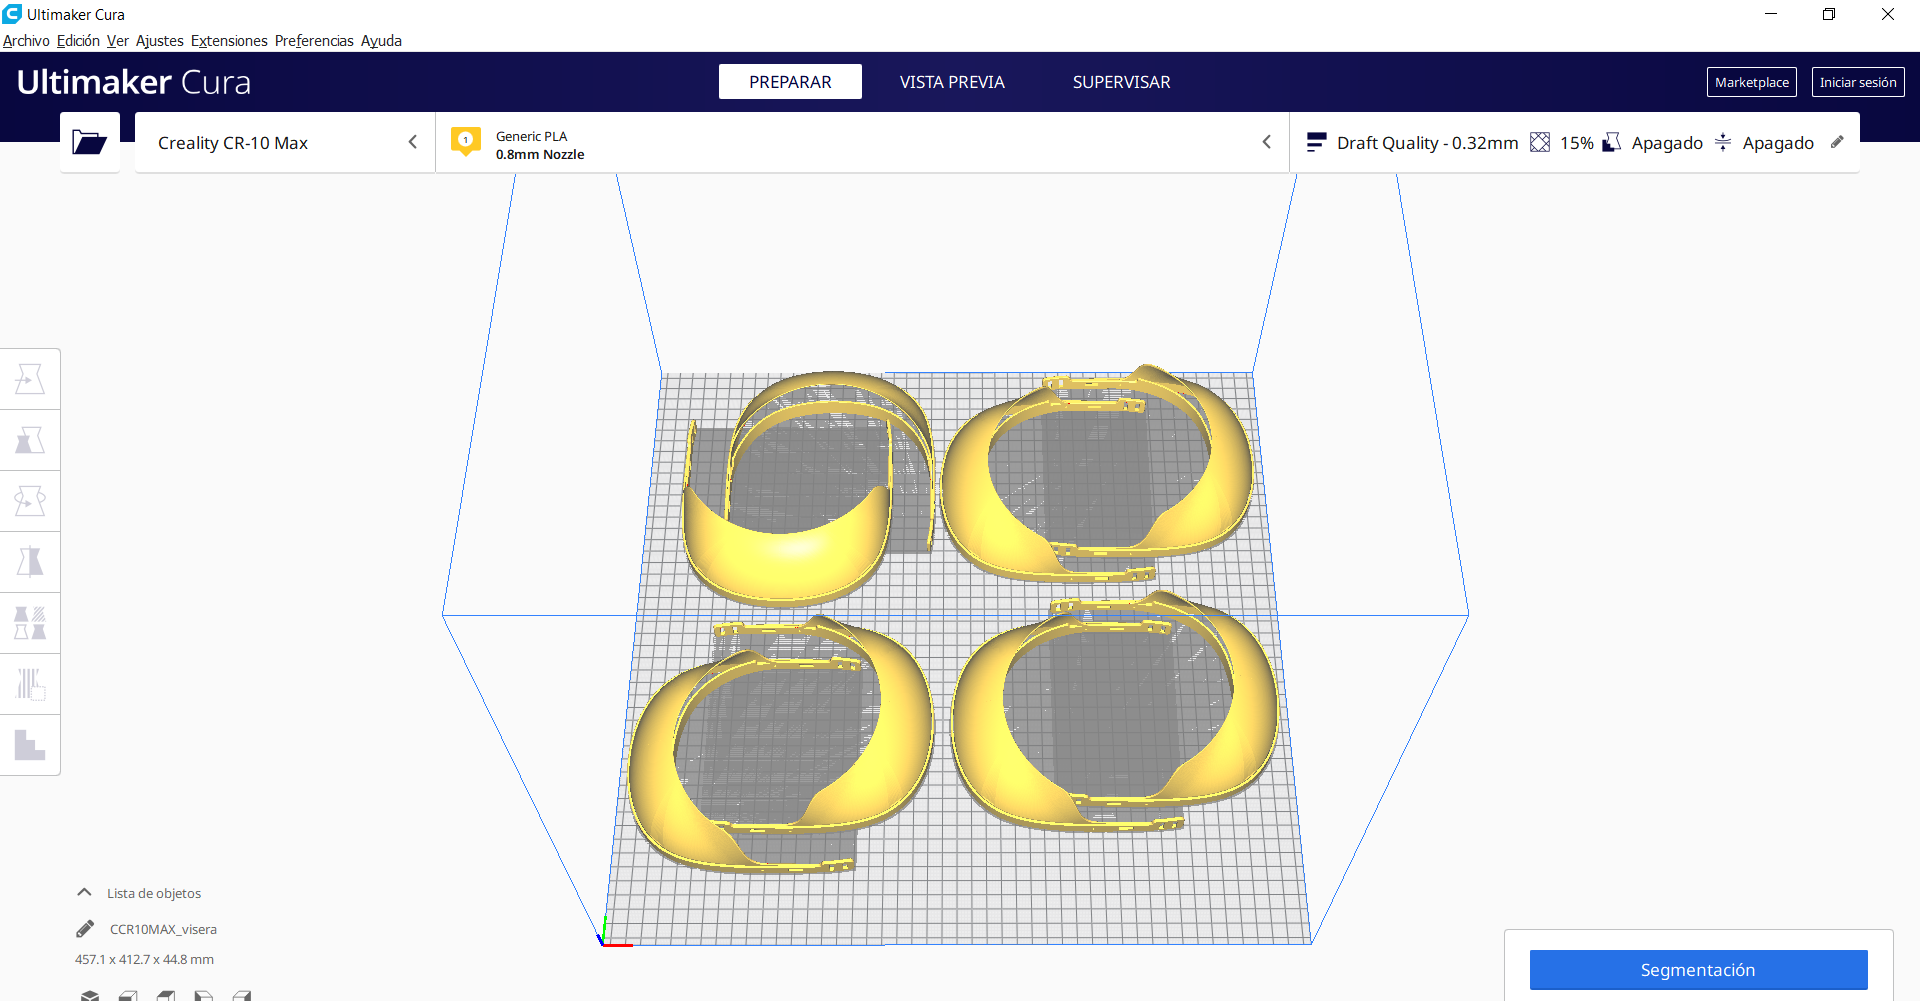 Ultimaker Cura
Archivo Edición Ver Ajustes Extensiones Preferencias Ayuda
Ultimaker Cura
PREPARAR VISTA PREVIA SUPERVISAR
Marketplace Iniciar sesión
Creality CR-10 Max
1
Generic PLA
0.8mm Nozzle
Draft Quality - 0.32mm 15% Apagado Apagado
Lista de objetos
CCR10MAX_visera
457.1 x 412.7 x 44.8 mm
Segmentación